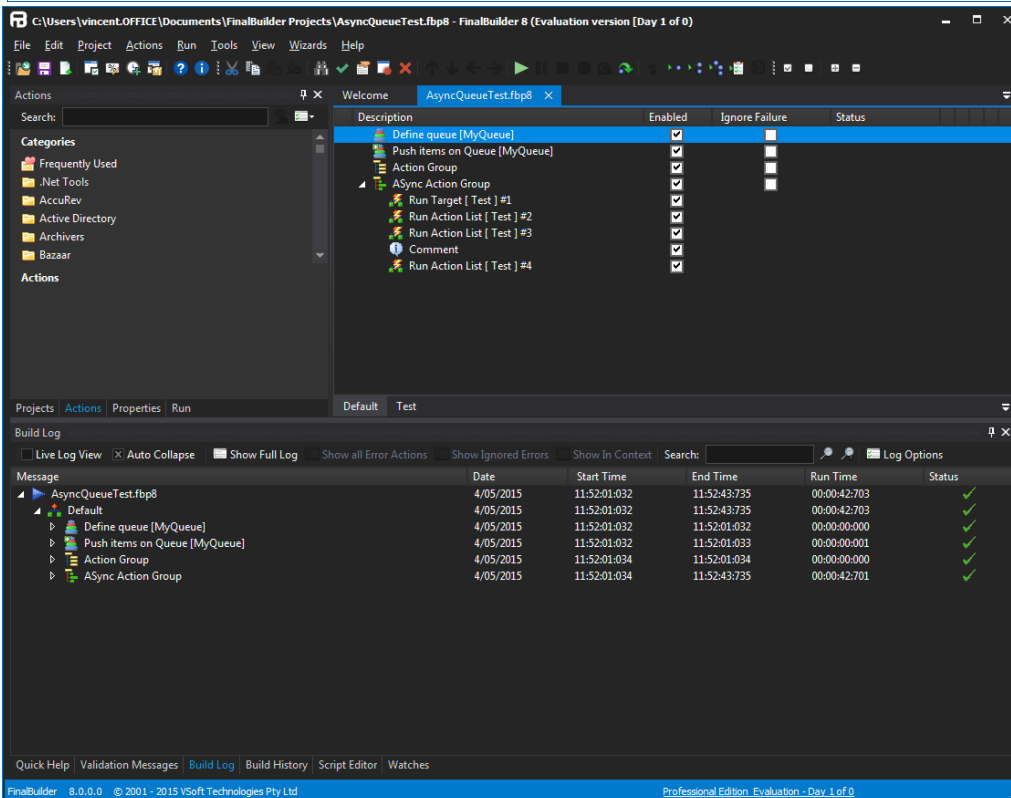 C:\Users\vincent.OFFICE\Documents\FinalBuilder Projects\AsyncQueueTest.fbp8 - FinalBuilder 8 (Evaluation version [Day 1 of 0)
File Edit Project Actions Run Tools View Wizards Help
Actions
Search:
Categories
Frequently Used
.Net Tools
AccuRev
Active Directory
Archivers
Bazaar
Actions
Projects Actions Properties Run
Welcome AsyncQueueTest.fbp8
Description Enabled Ignore Failure Status
Define queue [MyQueue]
Push items on Queue [MyQueue]
Action Group
ASync Action Group
Run Target [ Test ] #1
Run Action List [ Test ] #2
Run Action List [ Test ] #3
Comment
Run Action List [ Test ] #4
Default Test
Build Log
Live Log View Auto Collapse Show Full Log Show all Error Actions Show Ignored Errors Show In Context Search: Log Options
Message Date Start Time End Time Run Time Status
AsyncQueueTest.fbp8 4/05/2015 11:52:01:032 11:52:43:735 00:00:42:703
Default 4/05/2015 11:52:01:032 11:52:43:735 00:00:42:703
Define queue [MyQueue] 4/05/2015 11:52:01:032 11:52:01:032 00:00:00:000
Push items on Queue [MyQueue] 4/05/2015 11:52:01:032 11:52:01:033 00:00:00:001
Action Group 4/05/2015 11:52:01:034 11:52:01:034 00:00:00:000
ASync Action Group 4/05/2015 11:52:01:034 11:52:43:735 00:00:42:701
Quick Help Validation Messages Build Log Build History Script Editor Watches
FinalBuilder 8.0.0.0 © 2001 - 2015 VSoft Technologies Pty Ltd Professional Edition Evaluation - Day 1 of 0